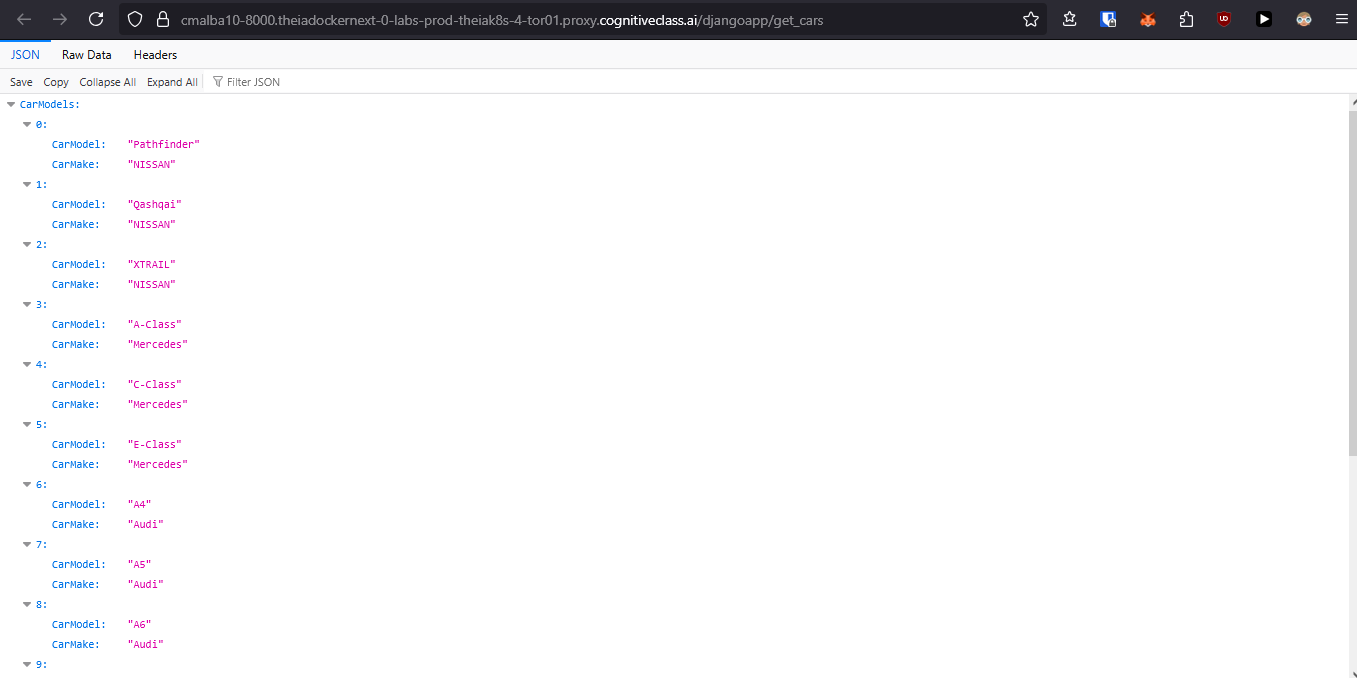 cmalba10-8000.theiadockernext-0-labs-prod-theiak8s-4-tor01.proxy.cognitiveclass.ai/djangoapp/get_cars
JSON Raw Data Headers
Save Copy Collapse All Expand All Filter JSON
CarModels:
0:
CarModel: "Pathfinder"
CarMake: "NISSAN"
1:
CarModel: "Qashqai"
CarMake: "NISSAN"
2:
CarModel: "XTRAIL"
CarMake: "NISSAN"
3:
CarModel: "A-Class"
CarMake: "Mercedes"
4:
CarModel: "C-Class"
CarMake: "Mercedes"
5:
CarModel: "E-Class"
CarMake: "Mercedes"
6:
CarModel: "A4"
CarMake: "Audi"
7:
CarModel: "A5"
CarMake: "Audi"
8:
CarModel: "A6"
CarMake: "Audi"
9: